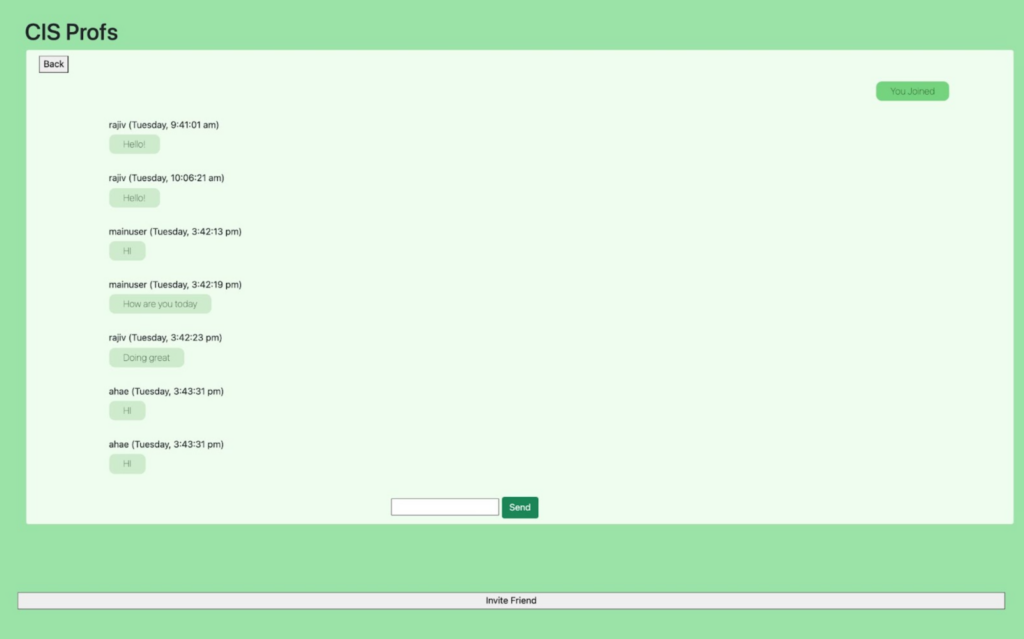 CIS Profs
Back
You Joined
rajiv (Tuesday, 9:41:01 am)
Hello!
rajiv (Tuesday, 10:06:21 am)
Hello!
mainuser (Tuesday, 3:42:13 pm)
Hi
mainuser (Tuesday, 3:42:19 pm)
How are you today
rajiv (Tuesday, 3:42:23 pm)
Doing great
ahae (Tuesday, 3:43:31 pm)
Hi
ahae (Tuesday, 3:43:31 pm)
Hi
Send
Invite Friend